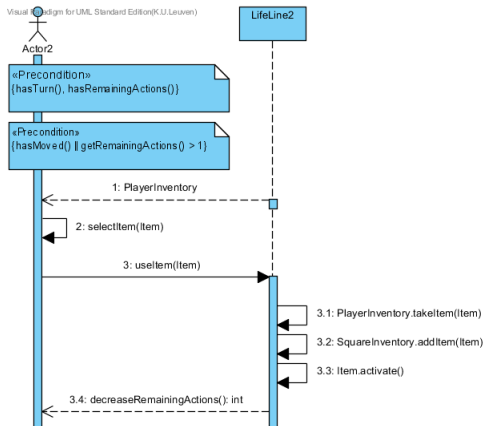 Visual Paradigm for UML Standard Edition(K.U.Leuven)
LifeLine2
Actor2
«Precondition»
{hasTurn(), hasRemainingActions()}
«Precondition»
{hasMoved() || getRemainingActions() > 1}
1: PlayerInventory
2: selectItem(Item)
3: useItem(Item)
3.1: PlayerInventory.takeItem(Item)
3.2: SquareInventory.addItem(Item)
3.3: Item.activate()
3.4: decreaseRemainingActions(): int